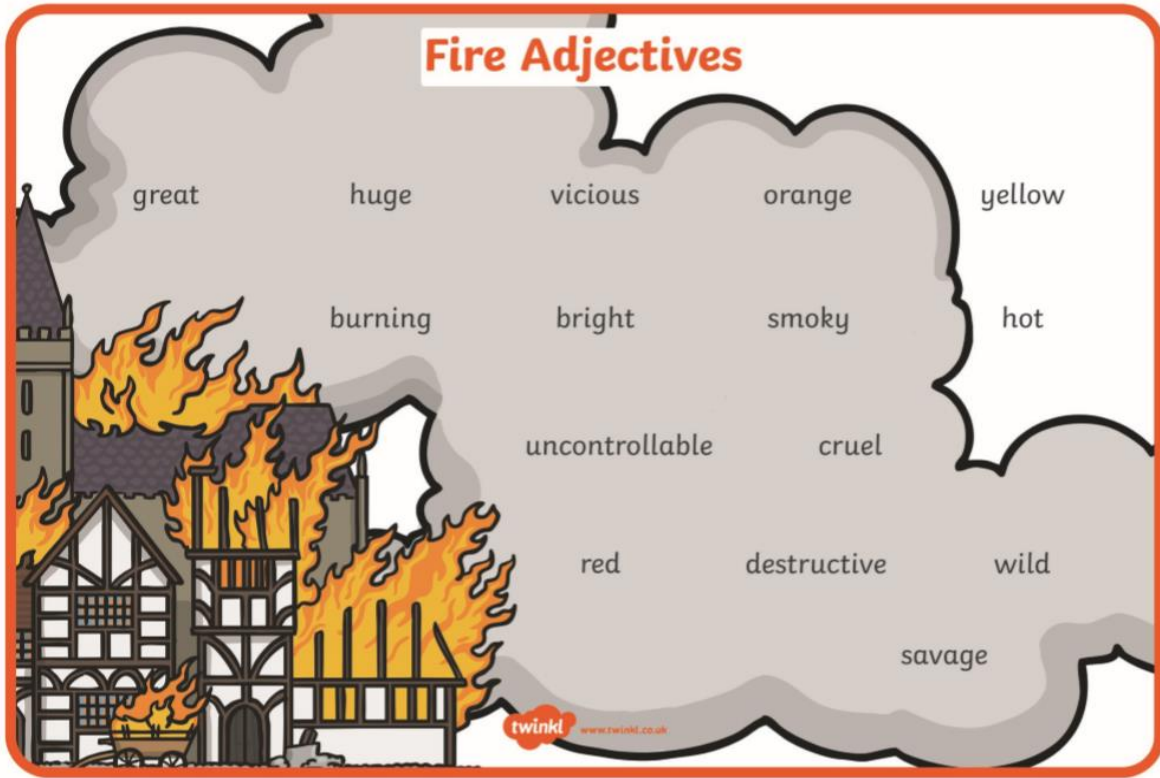 Fire Adjectives
great huge vicious orange yellow
burning bright smoky hot
uncontrollable cruel
red destructive wild
savage
twinkl www.twinkl.co.uk